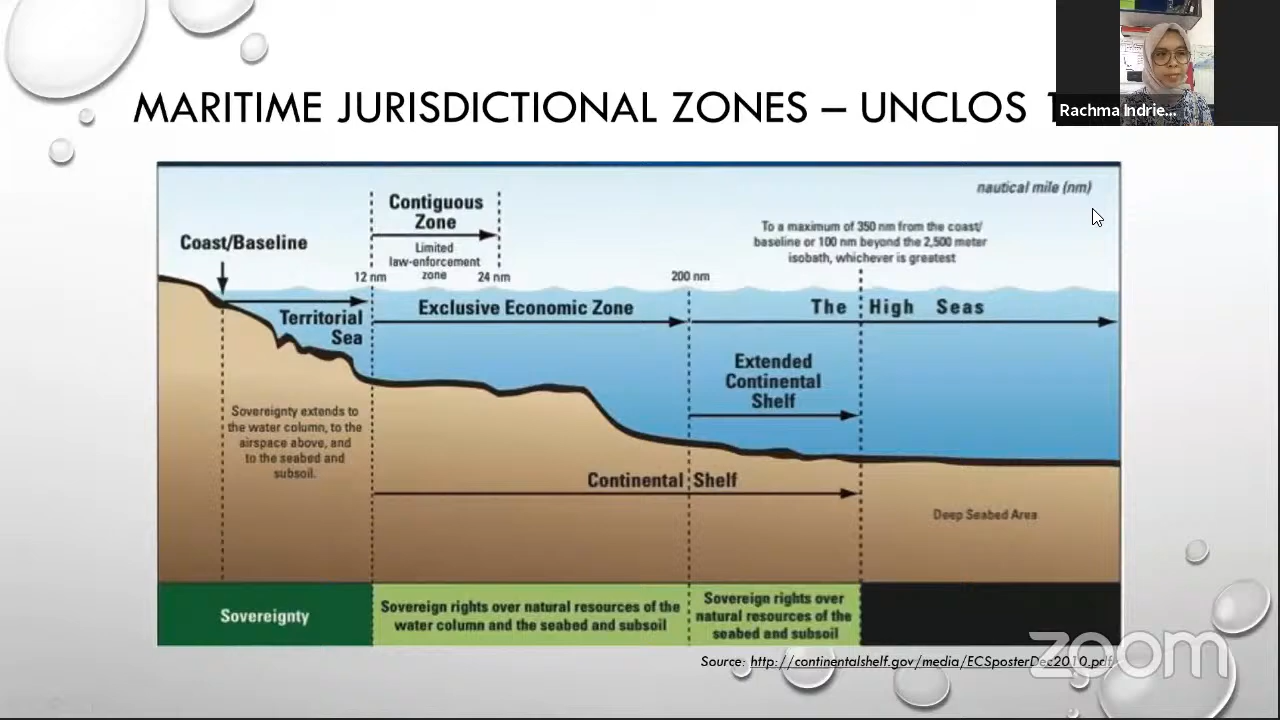 MARITIME JURISDICTIONAL ZONES – UNCLOS
Rachma Indrie...
nautical mile (nm)
Contiguous
Zone
Limited
law-enforcement
zone
Coast/Baseline
To a maximum of 350 nm from the coast/
baseline or 100 nm beyond the 2,500 meter
isobath, whichever is greatest
12 nm
24 nm
200 nm
Territorial
Sea
Exclusive Economic Zone
The High Seas
Extended
Continental
Shelf
Sovereignty extends to
the water column, to the
airspace above, and
to the seabed and
subsoil.
Continental Shelf
Deep Seabed Area
Sovereignty
Sovereign rights over natural resources of the
water column and the seabed and subsoil
Sovereign rights over
natural resources of the
seabed and subsoil
Source: http://continentalshelf.gov/media/ECSposterDec2010.pdf
zoom